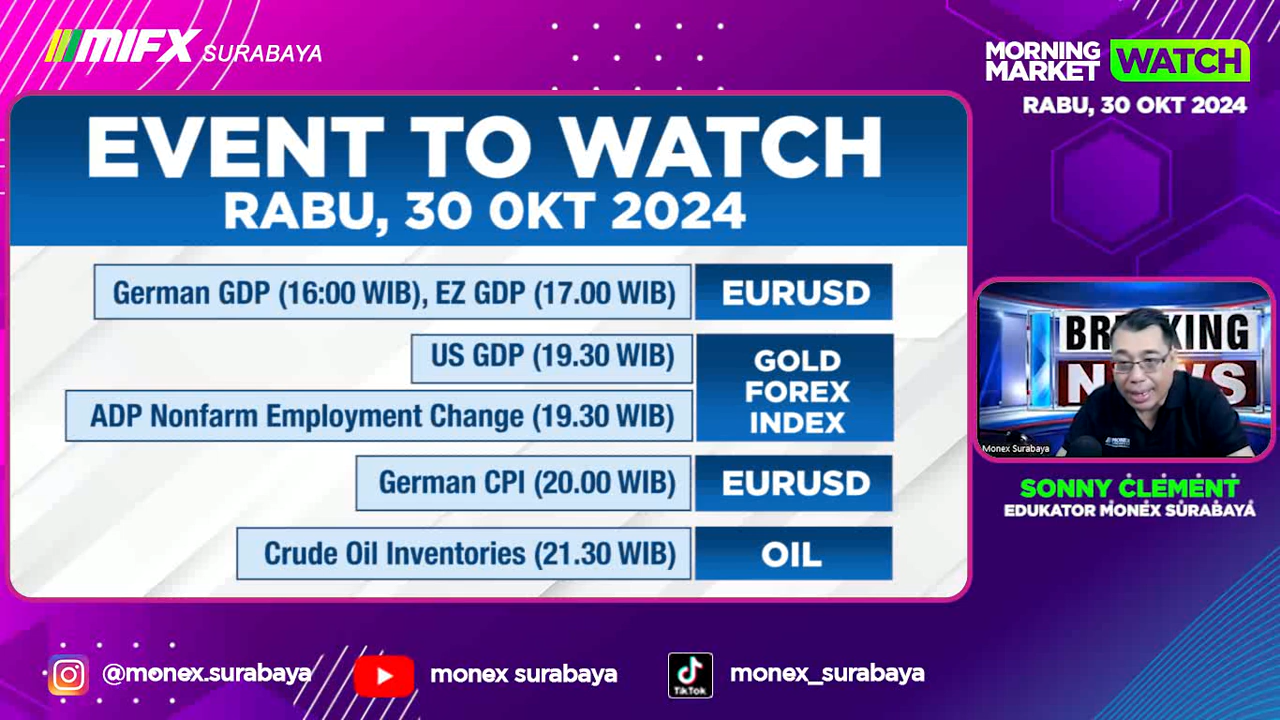 MIFX SURABAYA
MORNING
MARKET
WATCH
RABU, 30 OKT 2024
EVENT TO WATCH
RABU, 30 OKT 2024
German GDP (16:00 WIB), EZ GDP (17.00 WIB)
EURUSD
US GDP (19.30 WIB)
ADP Nonfarm Employment Change (19.30 WIB)
GOLD
FOREX
INDEX
German CPI (20.00 WIB)
EURUSD
Crude Oil Inventories (21.30 WIB)
OIL
BREAKING
NEWS
Monex Surabaya
SONNY CLEMENT
EDUKATOR MONEX SURABAYA
@monex.surabaya
monex surabaya
TikTok
monex_surabaya